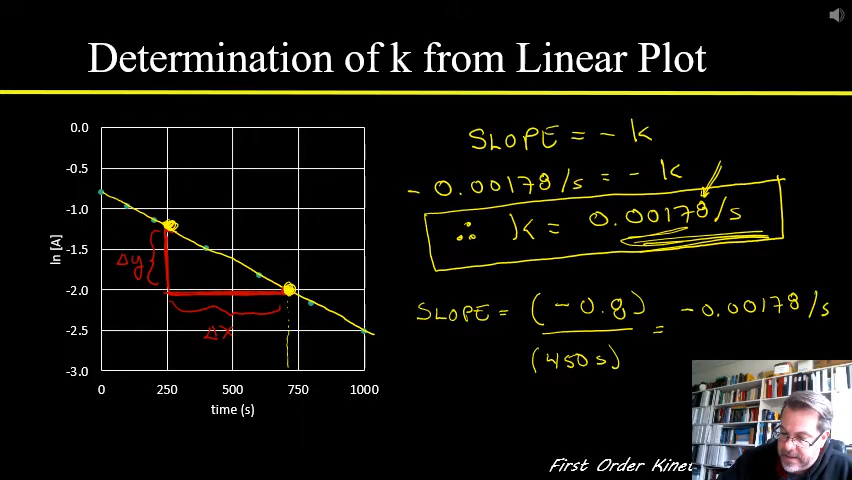 Determination of k from Linear Plot
0.0
-0.5
-1.0
-1.5
-2.0
-2.5
-3.0
ln [A]
0
250
500
750
1000
time (s)
Δy
Δx
SLOPE = - k
- 0.00178/s = - k
∴ k = 0.00178/s
SLOPE = (-0.8) / (450 s) = -0.00178/s
First Order Kinet